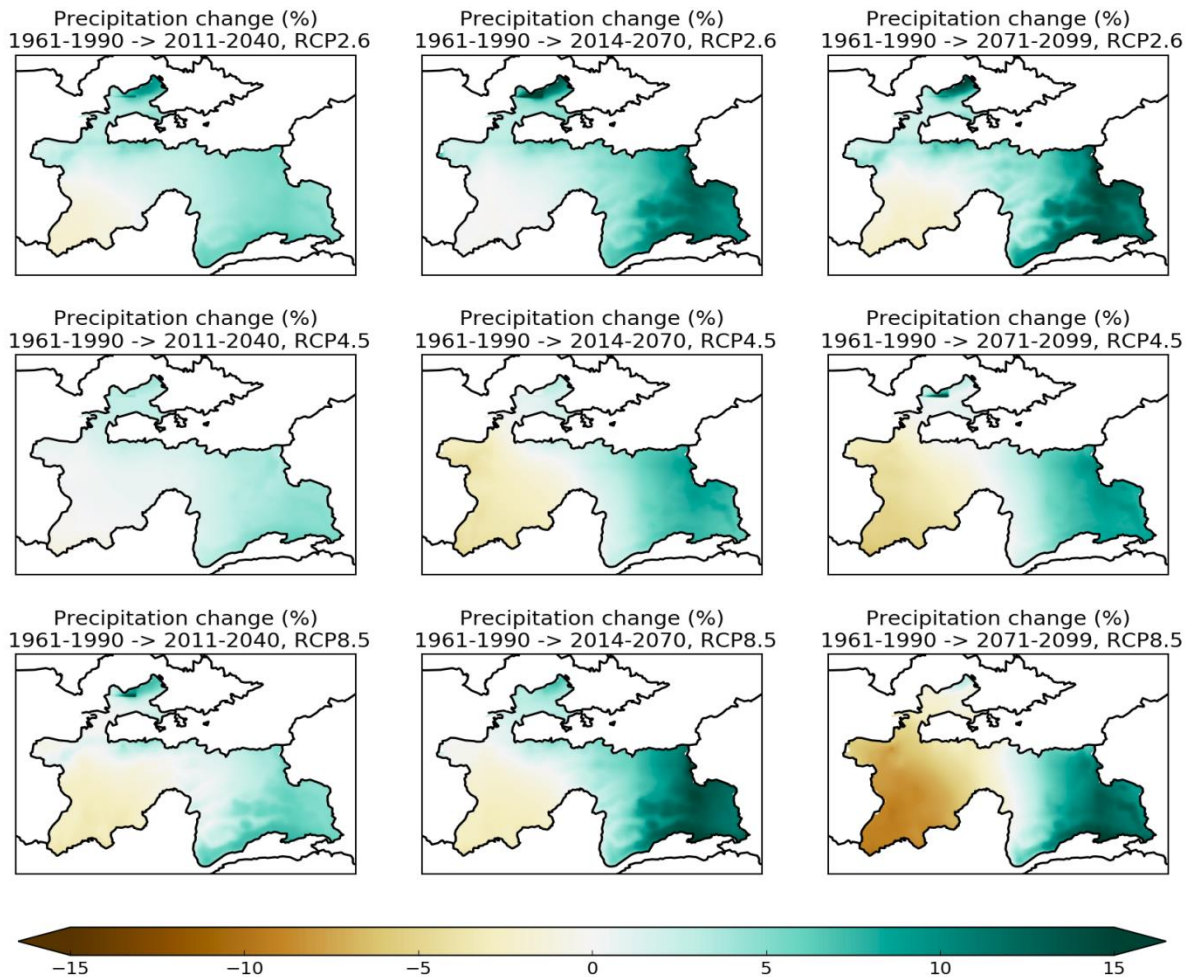 Precipitation change (%)
1961-1990 -> 2011-2040, RCP2.6
Precipitation change (%)
1961-1990 -> 2014-2070, RCP2.6
Precipitation change (%)
1961-1990 -> 2071-2099, RCP2.6
Precipitation change (%)
1961-1990 -> 2011-2040, RCP4.5
Precipitation change (%)
1961-1990 -> 2014-2070, RCP4.5
Precipitation change (%)
1961-1990 -> 2071-2099, RCP4.5
Precipitation change (%)
1961-1990 -> 2011-2040, RCP8.5
Precipitation change (%)
1961-1990 -> 2014-2070, RCP8.5
Precipitation change (%)
1961-1990 -> 2071-2099, RCP8.5
−15 −10 −5 0 5 10 15